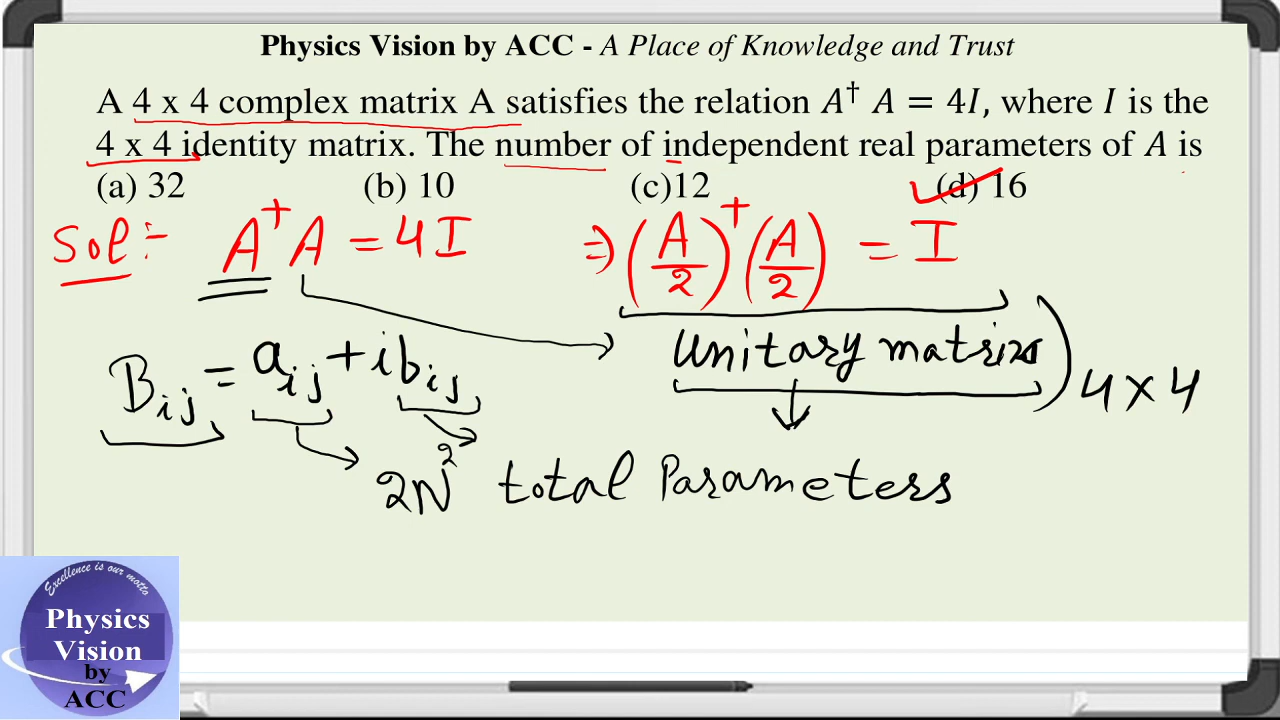 Physics Vision by ACC - A Place of Knowledge and Trust
A 4 x 4 complex matrix A satisfies the relation A† A = 4I, where I is the
4 x 4 identity matrix. The number of independent real parameters of A is
(a) 32 (b) 10 (c)12 (d) 16
Sol:- A† A = 4I ⇒ (A/2)† (A/2) = I
Unitary matrix) 4×4
Bij = aij + ibij
2N² total Parameters
Excellence is our motto
Physics
Vision
by
ACC